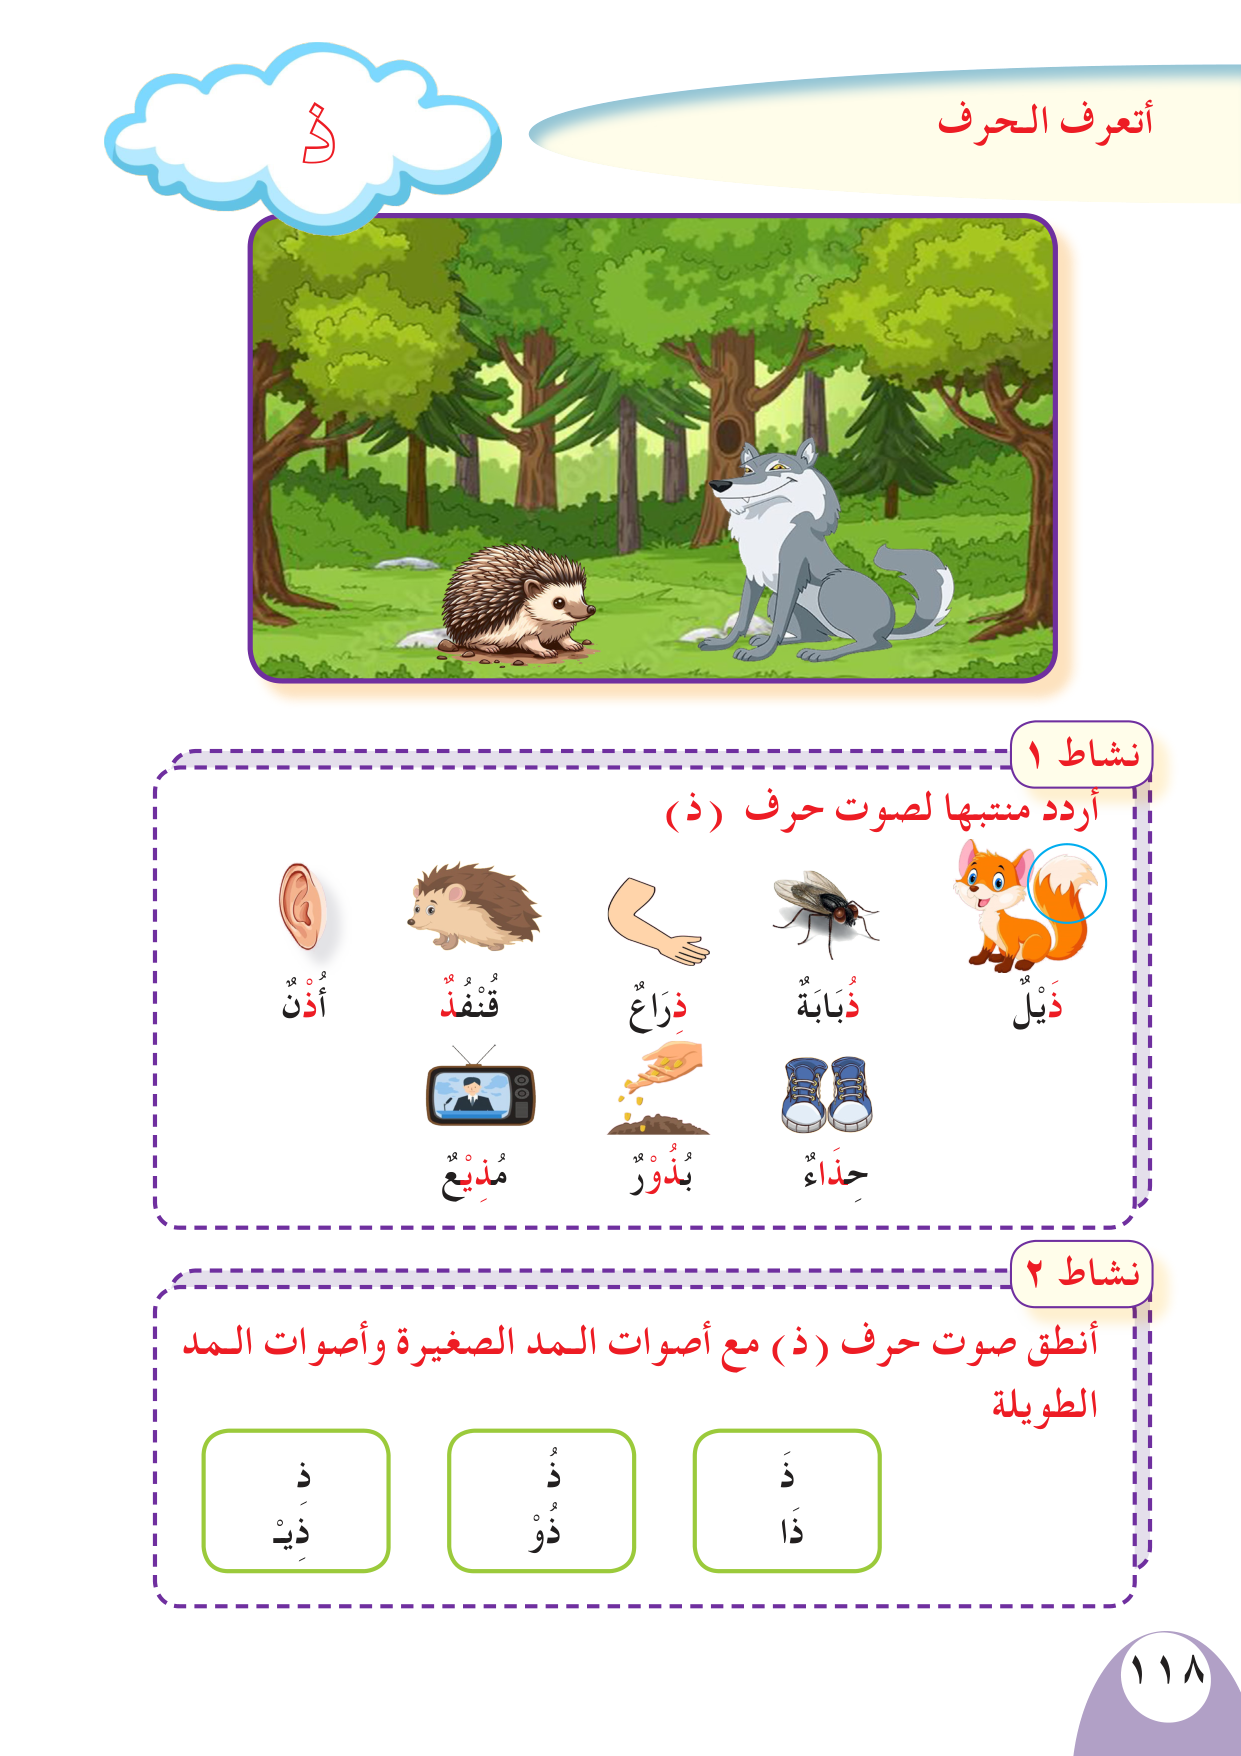 أتعرف الحرف
ذ
نشاط ١
أردد منتبها لصوت حرف (ذ)
ذَيْلٌ ذُبَابَةٌ ذِرَاعٌ قُنْفُذٌ أُذْنٌ
حِذَاءٌ بُذُوْرٌ مُذِيْعٌ
نشاط ٢
أنطق صوت حرف (ذ) مع أصوات المد الصغيرة وأصوات المد
الطويلة
ذَ ذُ ذِ
ذَا ذُوْ ذِيـْ
١١٨